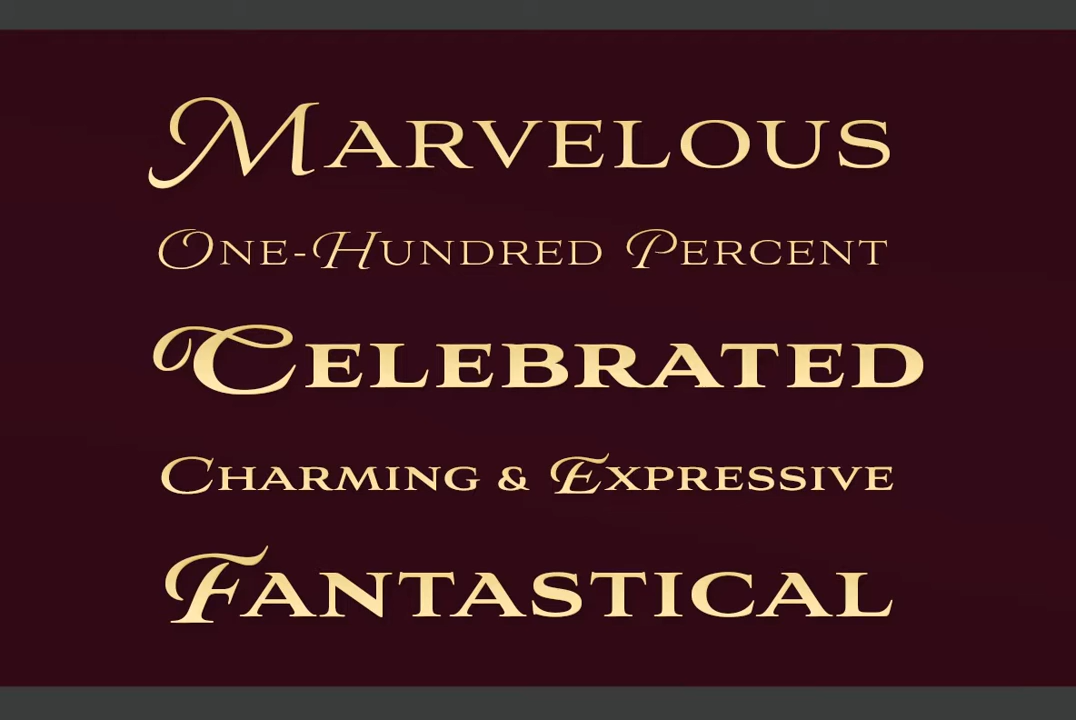 Marvelous
One-Hundred Percent
Celebrated
Charming & Expressive
Fantastical